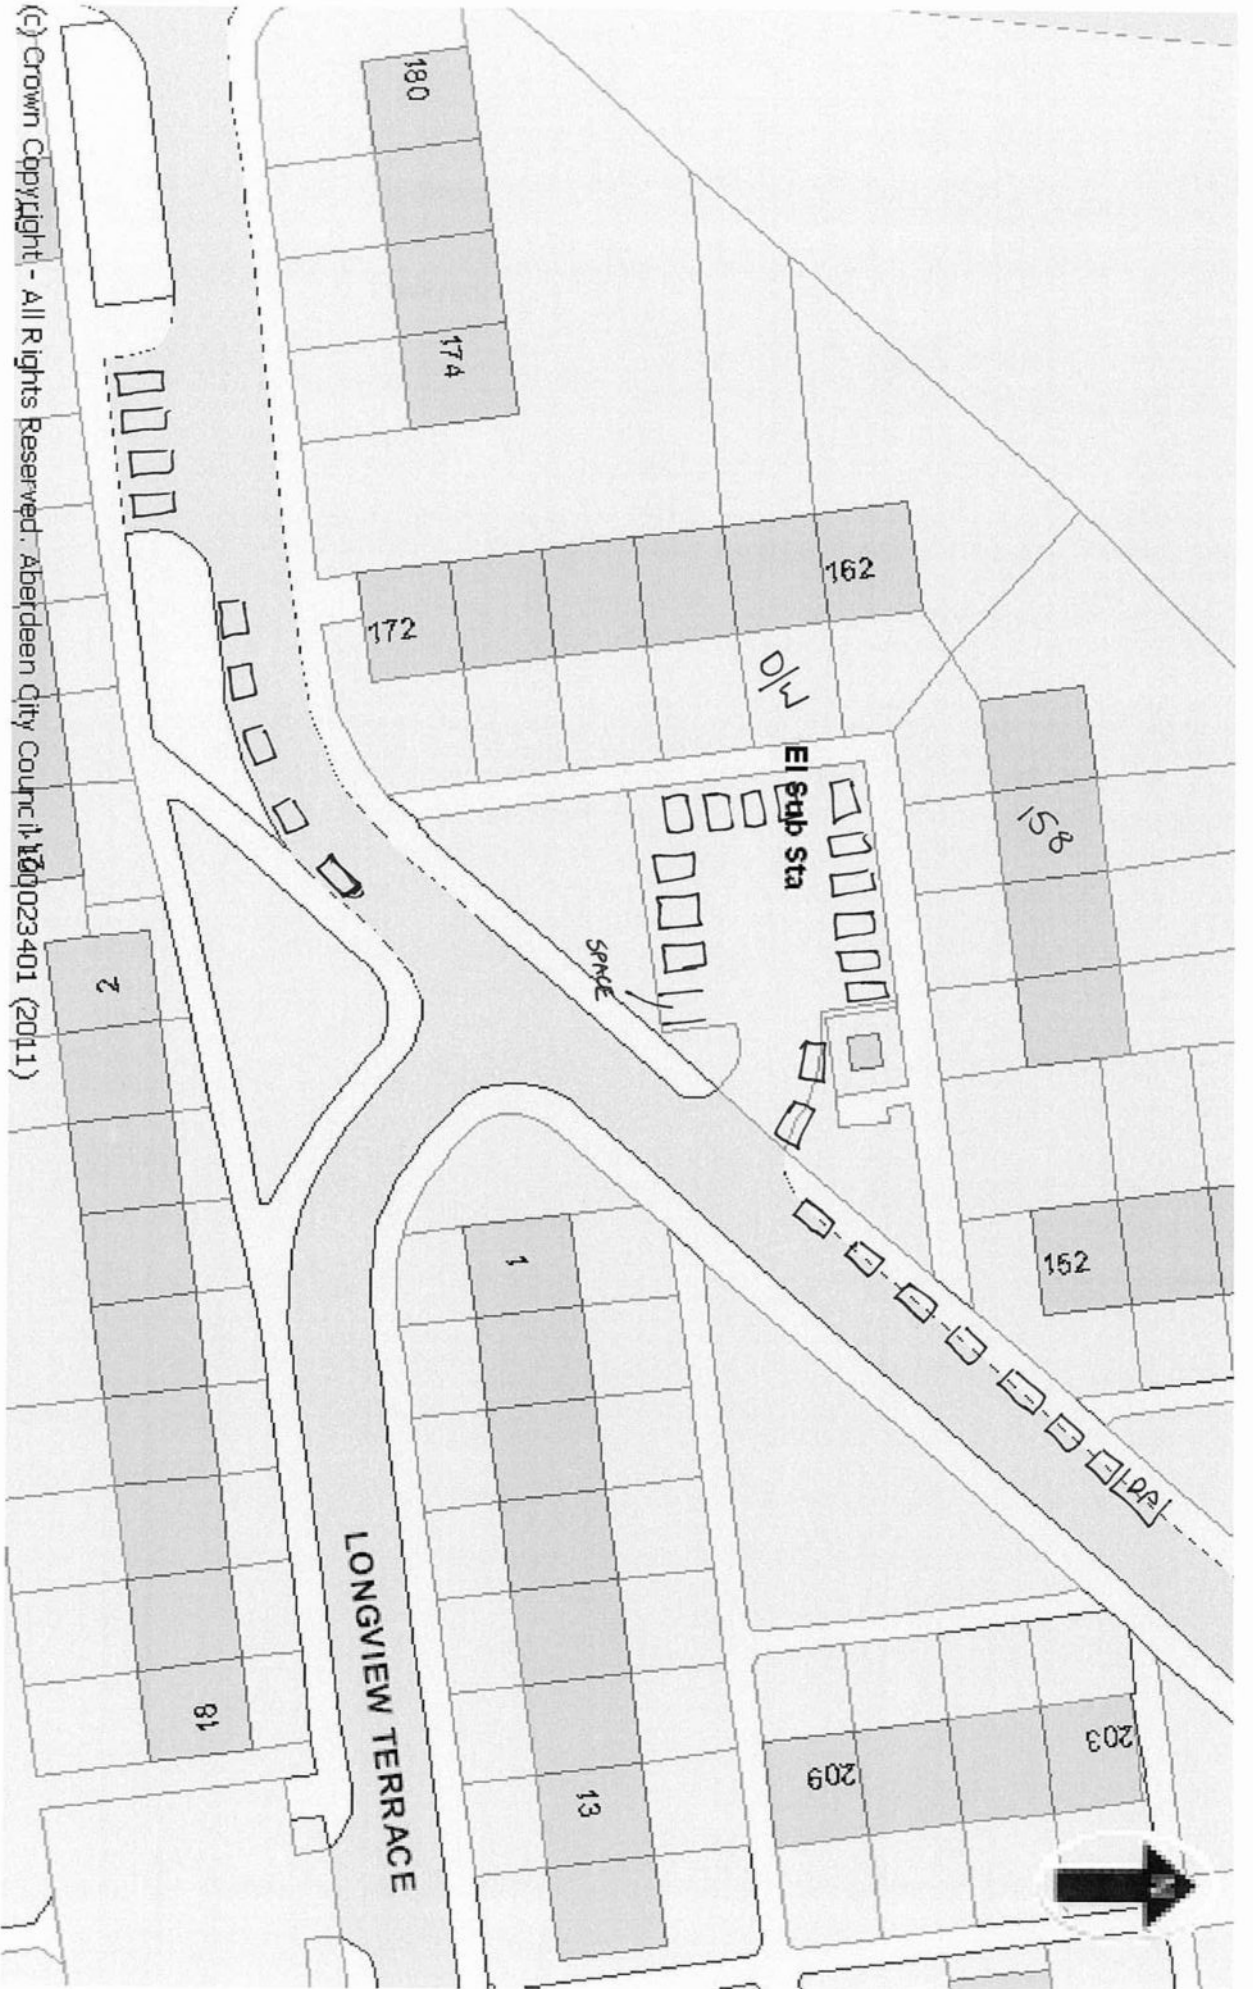 180
174
162
172
O/W
El Sub Sta
158
SPACE
2
1
152
DA
LONGVIEW TERRACE
18
13
209
203
(c) Crown Copyright - All Rights Reserved. Aberdeen City Council - 100023401 (2011)